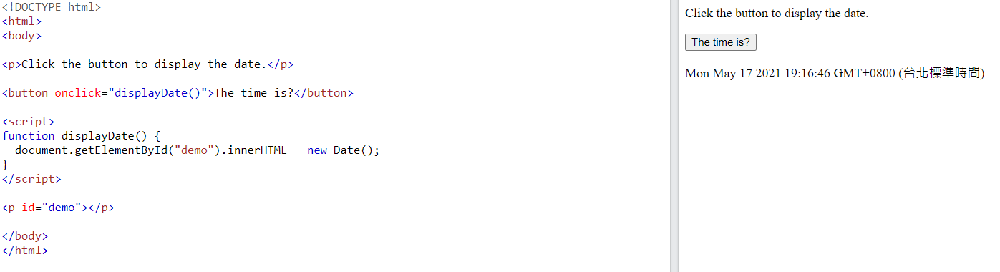 <!DOCTYPE html>
<html>
<body>
<p>Click the button to display the date.</p>
<button onclick="displayDate()">The time is?</button>
<script>
function displayDate() {
  document.getElementById("demo").innerHTML = new Date();
}
</script>
<p id="demo"></p>
</body>
</html>
Click the button to display the date.
The time is?
Mon May 17 2021 19:16:46 GMT+0800 (台北標準時間)